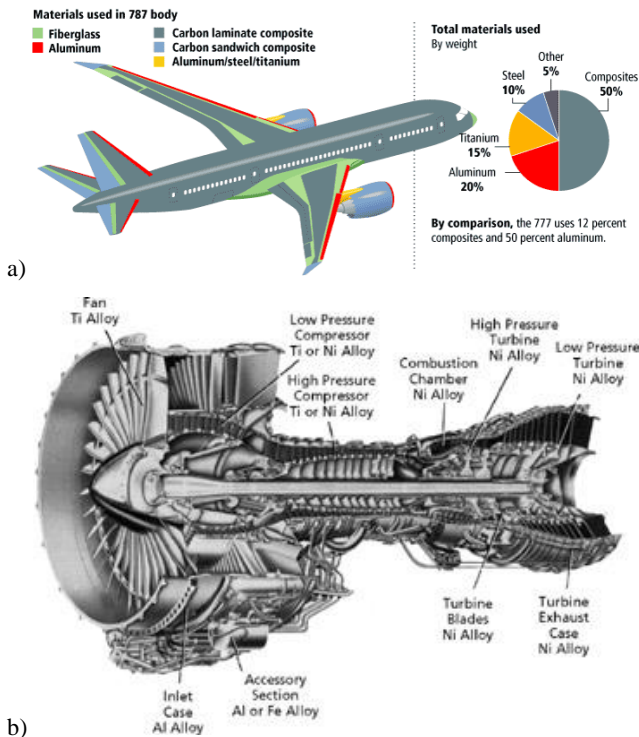 Materials used in 787 body
Fiberglass
Aluminum
Carbon laminate composite
Carbon sandwich composite
Aluminum/steel/titanium
Total materials used
By weight
Other
5%
Steel
10%
Composites
50%
Titanium
15%
Aluminum
20%
By comparison, the 777 uses 12 percent
composites and 50 percent aluminum.
a)
Fan
Ti Alloy
Low Pressure
Compressor
Ti or Ni Alloy
High Pressure
Compressor
Ti or Ni Alloy
Combustion
Chamber
Ni Alloy
High Pressure
Turbine
Ni Alloy
Low Pressure
Turbine
Ni Alloy
Turbine
Blades
Ni Alloy
Turbine
Exhaust
Case
Ni Alloy
Accessory
Section
Al or Fe Alloy
Inlet
Case
Al Alloy
b)